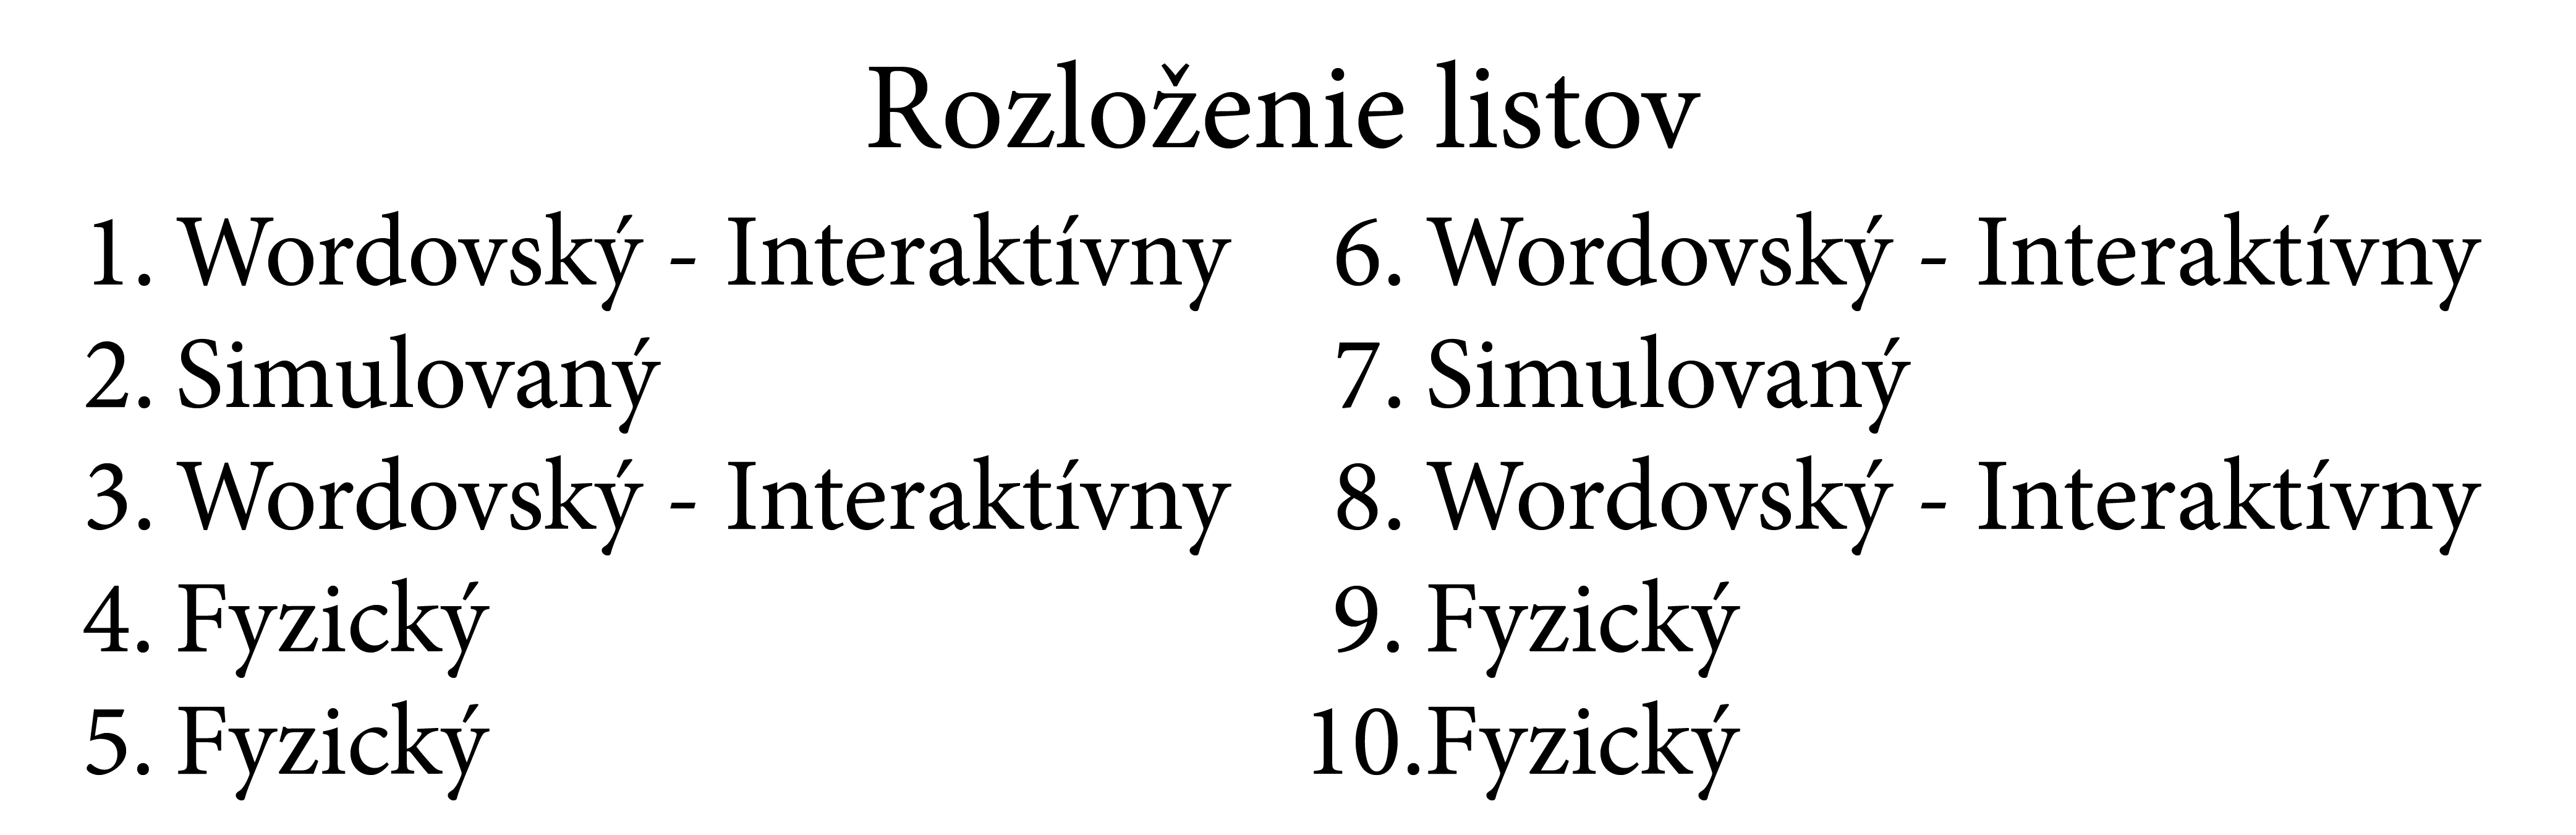 Rozloženie listov
1. Wordovský - Interaktívny
2. Simulovaný
3. Wordovský - Interaktívny
4. Fyzický
5. Fyzický
6. Wordovský - Interaktívny
7. Simulovaný
8. Wordovský - Interaktívny
9. Fyzický
10.Fyzický